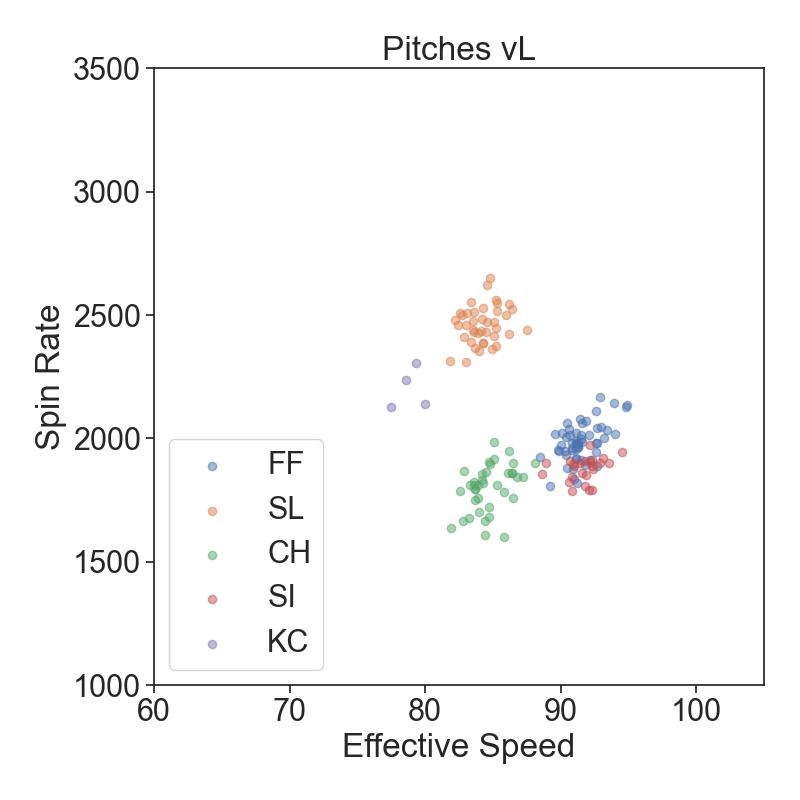 Pitches vL
3500
3000
2500
2000
1500
1000
Spin Rate
FF
SL
CH
SI
KC
60 70 80 90 100
Effective Speed